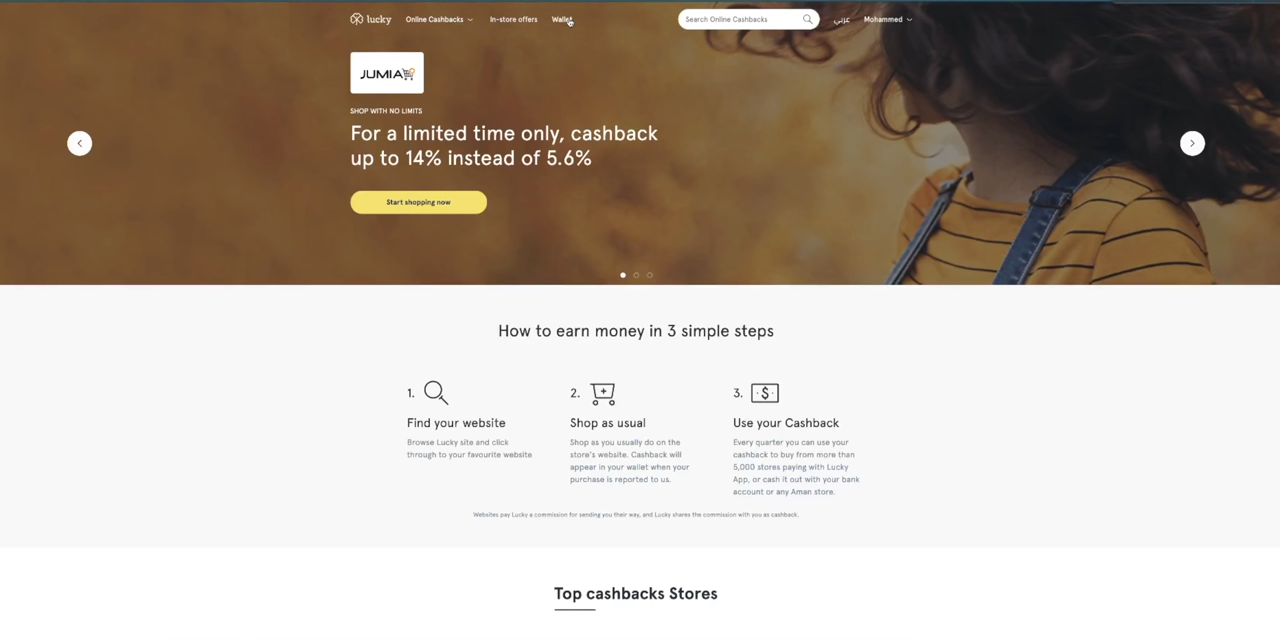 lucky
Online Cashbacks
In-store offers
Wallet
Search Online Cashbacks
عربي
Mohammed
JUMIA
SHOP WITH NO LIMITS
For a limited time only, cashback
up to 14% instead of 5.6%
Start shopping now
How to earn money in 3 simple steps
1.
Find your website
Browse Lucky site and click
through to your favourite website
2.
Shop as usual
Shop as you usually do on the
store's website. Cashback will
appear in your wallet when your
purchase is reported to us.
3. $
Use your Cashback
Every quarter you can use your
cashback to buy from more than
5,000 stores paying with Lucky
App, or cash it out with your bank
account or any Aman store.
Websites pay Lucky a commission for sending you their way, and Lucky shares the commission with you as cashback.
Top cashbacks Stores